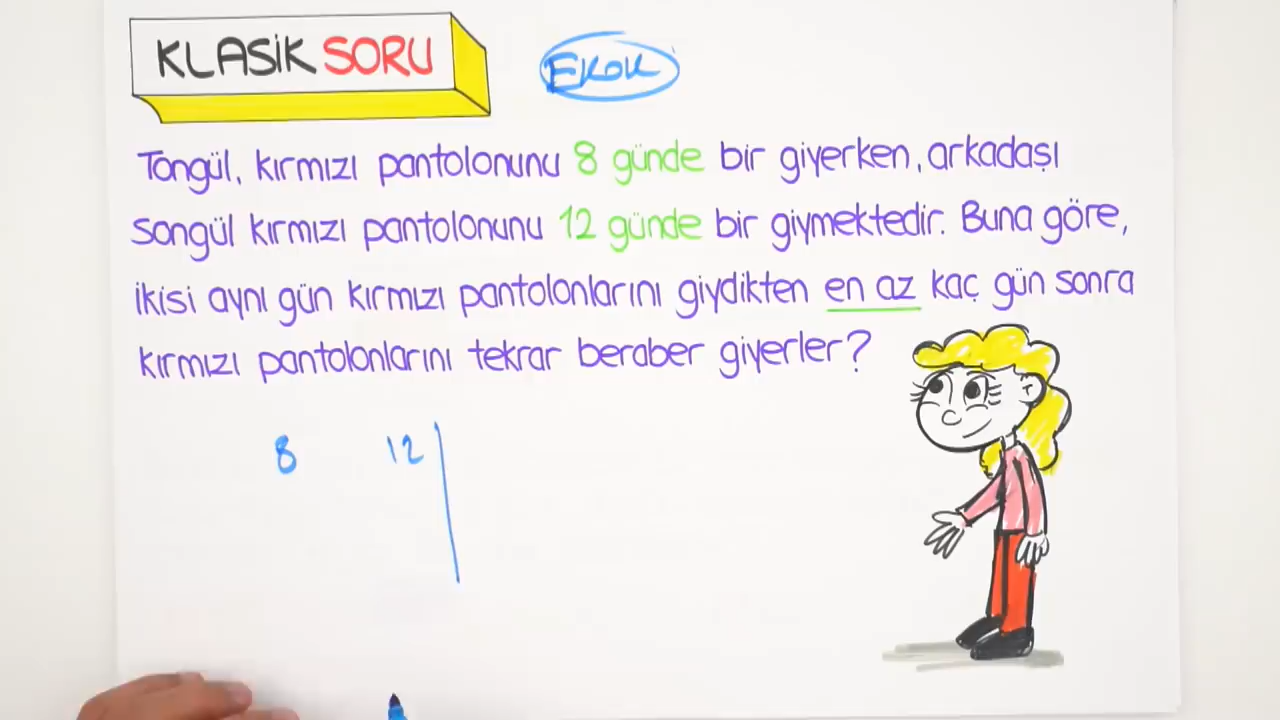 KLASİK SORU
EKOK
Tongül, kırmızı pantolonunu 8 günde bir giyerken, arkadaşı
Songül kırmızı pantolonunu 12 günde bir giymektedir. Buna göre,
ikisi aynı gün kırmızı pantolonlarını giydikten en az kaç gün sonra
kırmızı pantolonlarını tekrar beraber giyerler?
8 12